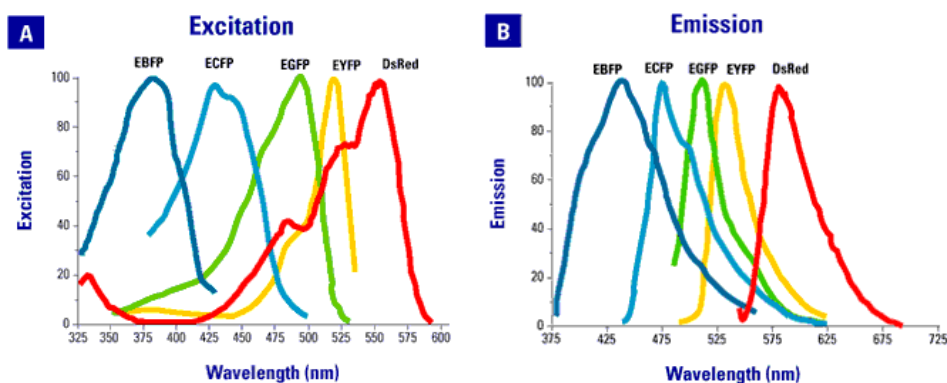 A
Excitation
EBFP ECFP EGFP EYFP DsRed
Excitation
100
80
60
40
20
0
325 350 375 400 425 450 475 500 525 550 575 600
Wavelength (nm)
B
Emission
EBFP ECFP EGFP EYFP DsRed
Emission
100
80
60
40
20
0
375 425 475 525 575 625 675 725
Wavelength (nm)